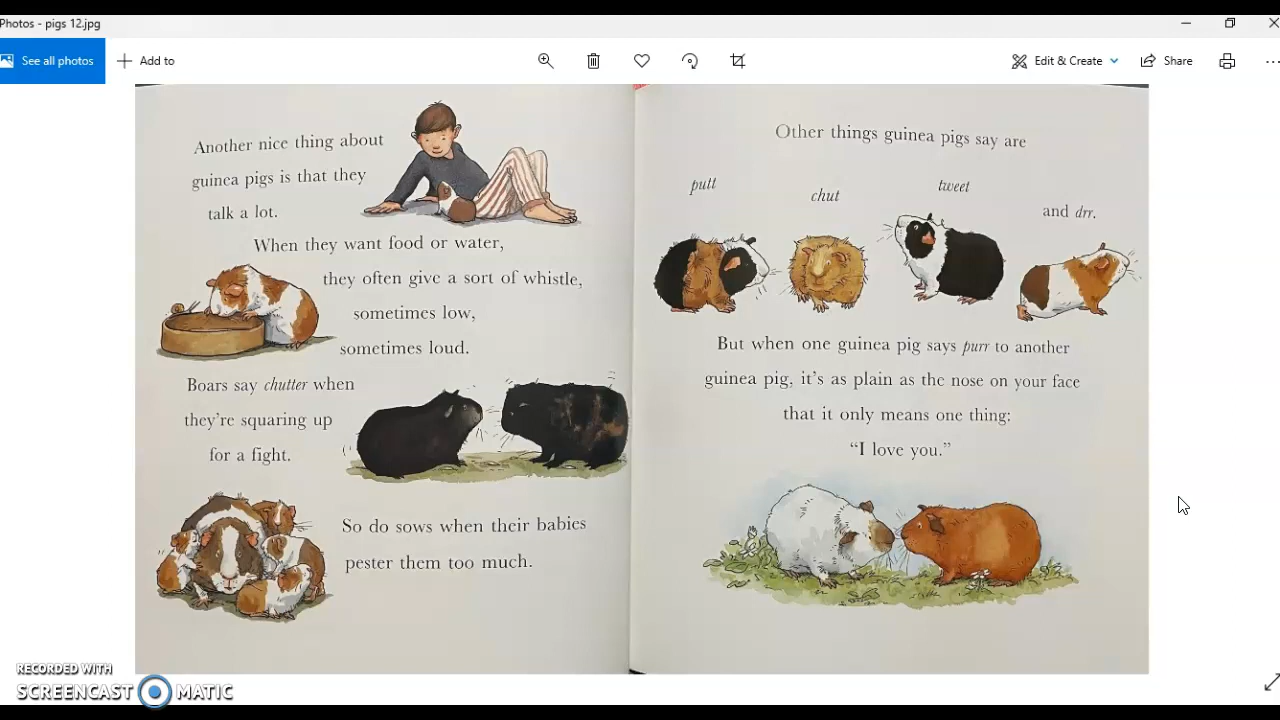 Photos - pigs 12.jpg
See all photos
Add to
Edit & Create
Share
Another nice thing about
guinea pigs is that they
talk a lot.
When they want food or water,
they often give a sort of whistle,
sometimes low,
sometimes loud.
Boars say chutter when
they're squaring up
for a fight.
So do sows when their babies
pester them too much.
Other things guinea pigs say are
putt
chut
tweet
and drr.
But when one guinea pig says purr to another
guinea pig, it's as plain as the nose on your face
that it only means one thing:
"I love you."
RECORDED WITH
SCREENCAST MATIC